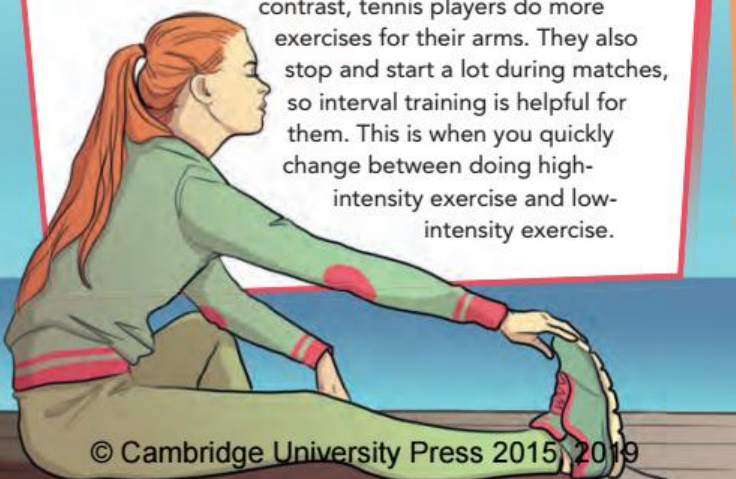 contrast, tennis players do more
exercises for their arms. They also
stop and start a lot during matches,
so interval training is helpful for
them. This is when you quickly
change between doing high-
intensity exercise and low-
intensity exercise.
© Cambridge University Press 2015, 2019